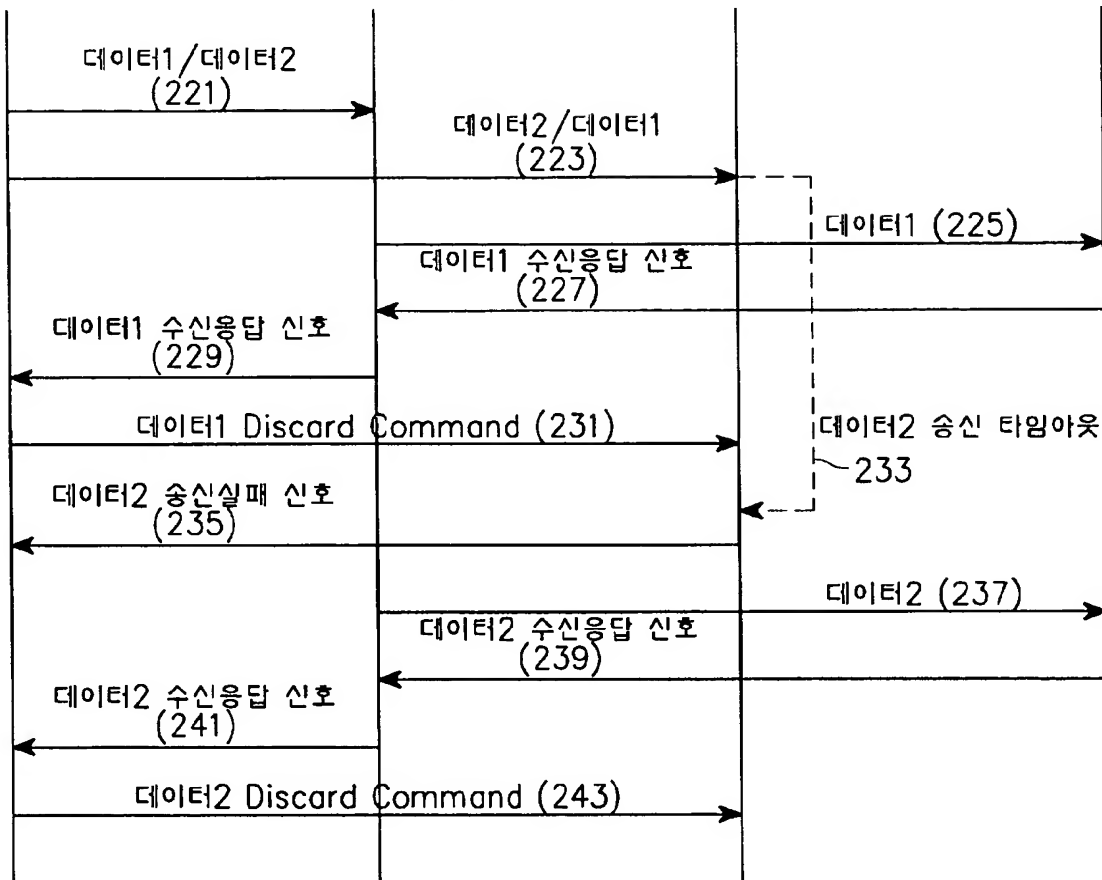 데이터1/데이터2
(221)
데이터2/데이터1
(223)
데이터1 (225)
데이터1 수신응답 신호
(227)
데이터1 수신응답 신호
(229)
데이터1 Discard Command (231)
데이터2 송신 타임아웃
233
데이터2 송신실패 신호
(235)
데이터2 (237)
데이터2 수신응답 신호
(239)
데이터2 수신응답 신호
(241)
데이터2 Discard Command (243)